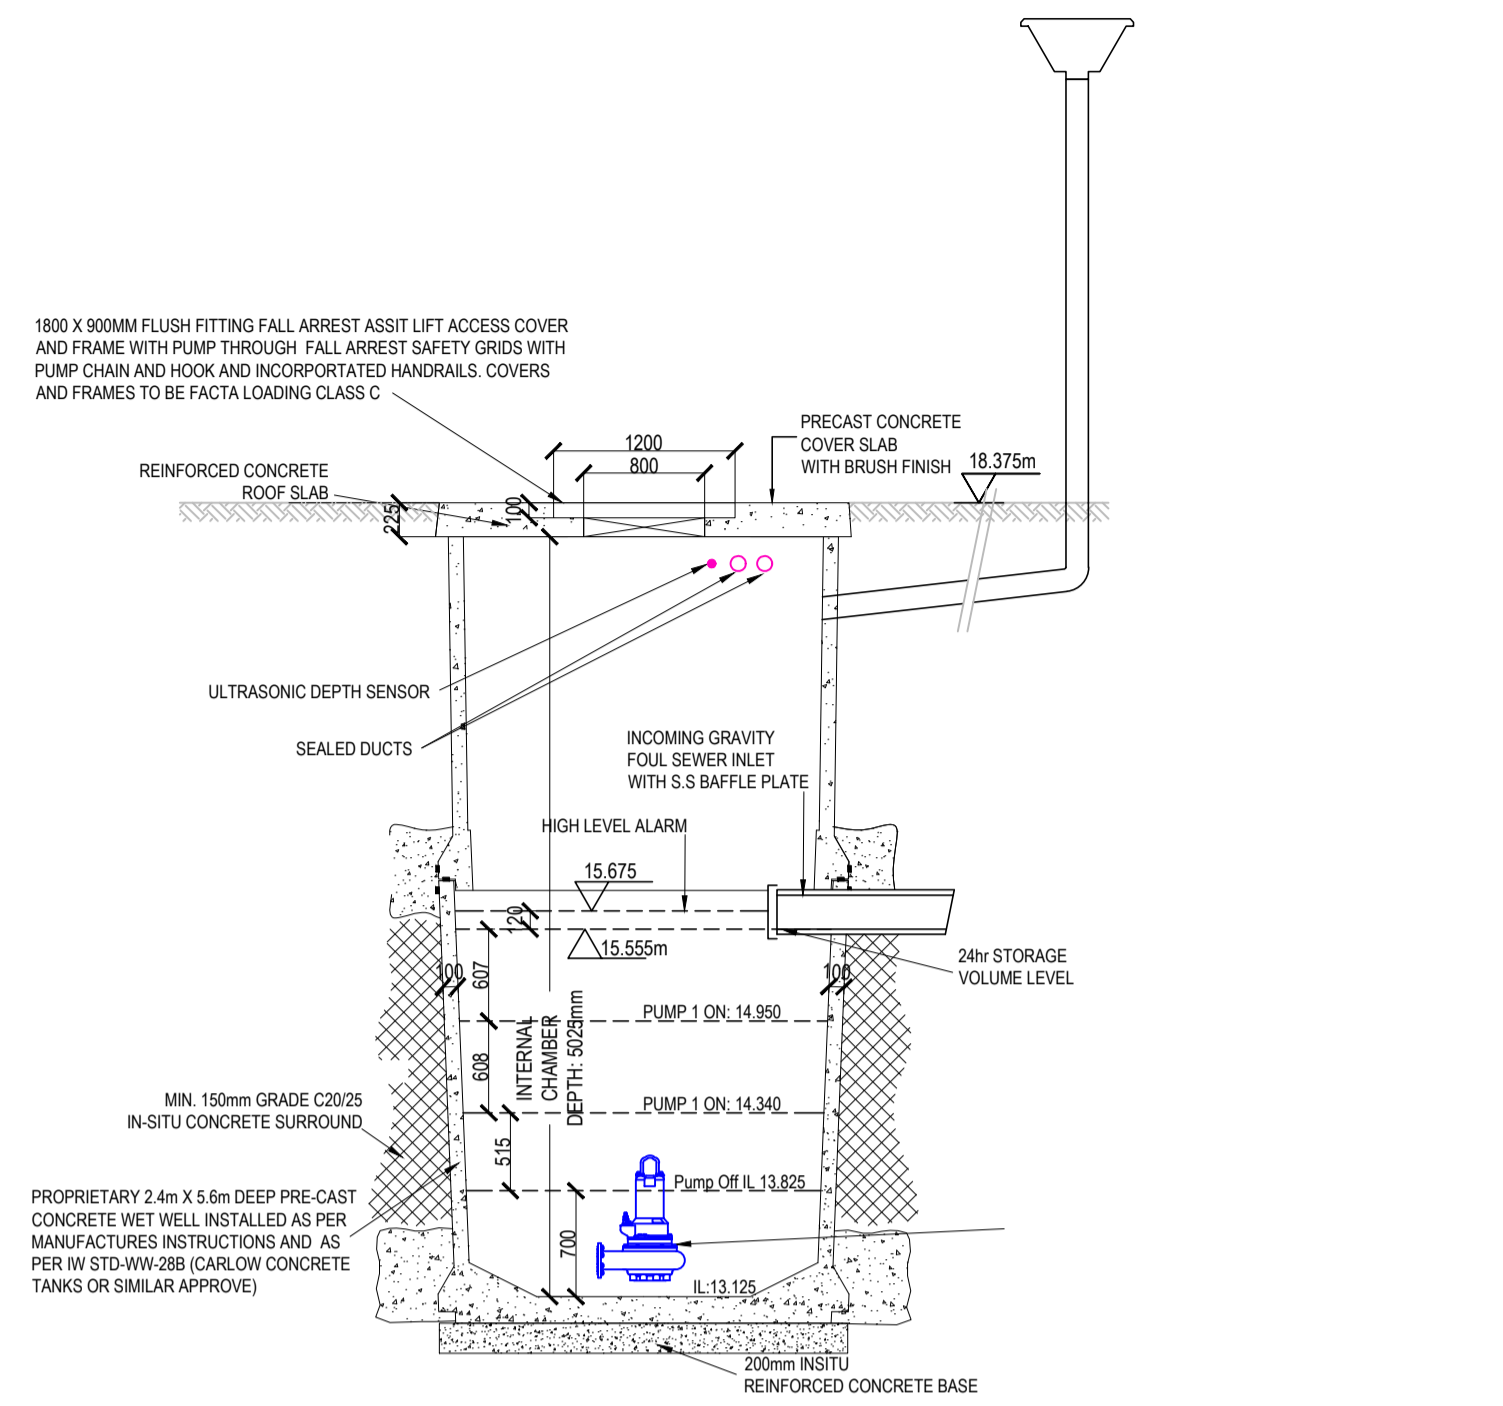 1800 X 900MM FLUSH FITTING FALL ARREST ASSIT LIFT ACCESS COVER
AND FRAME WITH PUMP THROUGH FALL ARREST SAFETY GRIDS WITH
PUMP CHAIN AND HOOK AND INCORPORTATED HANDRAILS. COVERS
AND FRAMES TO BE FACTA LOADING CLASS C
PRECAST CONCRETE
COVER SLAB
WITH BRUSH FINISH
18.375m
1200
800
REINFORCED CONCRETE
ROOF SLAB
225
100
ULTRASONIC DEPTH SENSOR
SEALED DUCTS
INCOMING GRAVITY
FOUL SEWER INLET
WITH S.S BAFFLE PLATE
HIGH LEVEL ALARM
15.675
120
15.555m
24hr STORAGE
VOLUME LEVEL
100
607
100
PUMP 1 ON: 14.950
INTERNAL
CHAMBER
DEPTH: 5025mm
608
PUMP 1 ON: 14.340
MIN. 150mm GRADE C20/25
IN-SITU CONCRETE SURROUND
515
Pump Off IL 13.825
PROPRIETARY 2.4m X 5.6m DEEP PRE-CAST
CONCRETE WET WELL INSTALLED AS PER
MANUFACTURES INSTRUCTIONS AND AS
PER IW STD-WW-28B (CARLOW CONCRETE
TANKS OR SIMILAR APPROVE)
700
IL:13.125
200mm INSITU
REINFORCED CONCRETE BASE